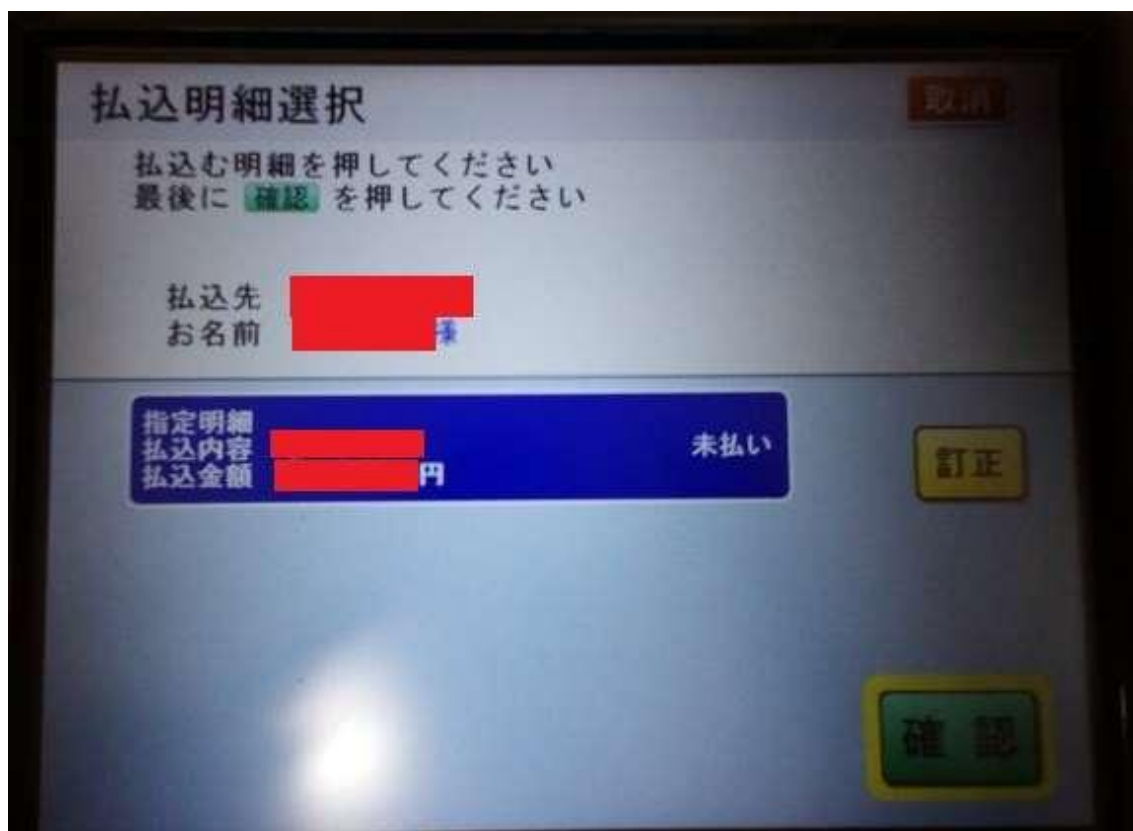 払込明細選択
取消
払込む明細を押してください
最後に 確認 を押してください
払込先
お名前 様
指定明細
払込内容
未払い
払込金額 円
訂正
確認